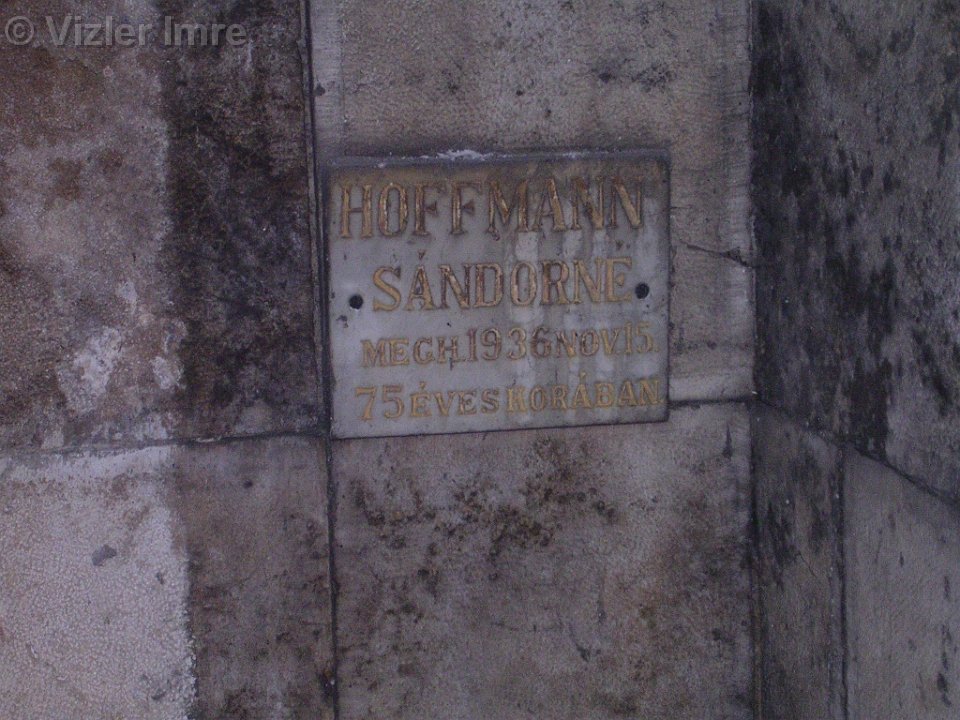 © Vizler Imre
HOFFMANN
SÁNDORNÉ
MEGH.1936 NOV.15.
75 ÉVES KORÁBAN